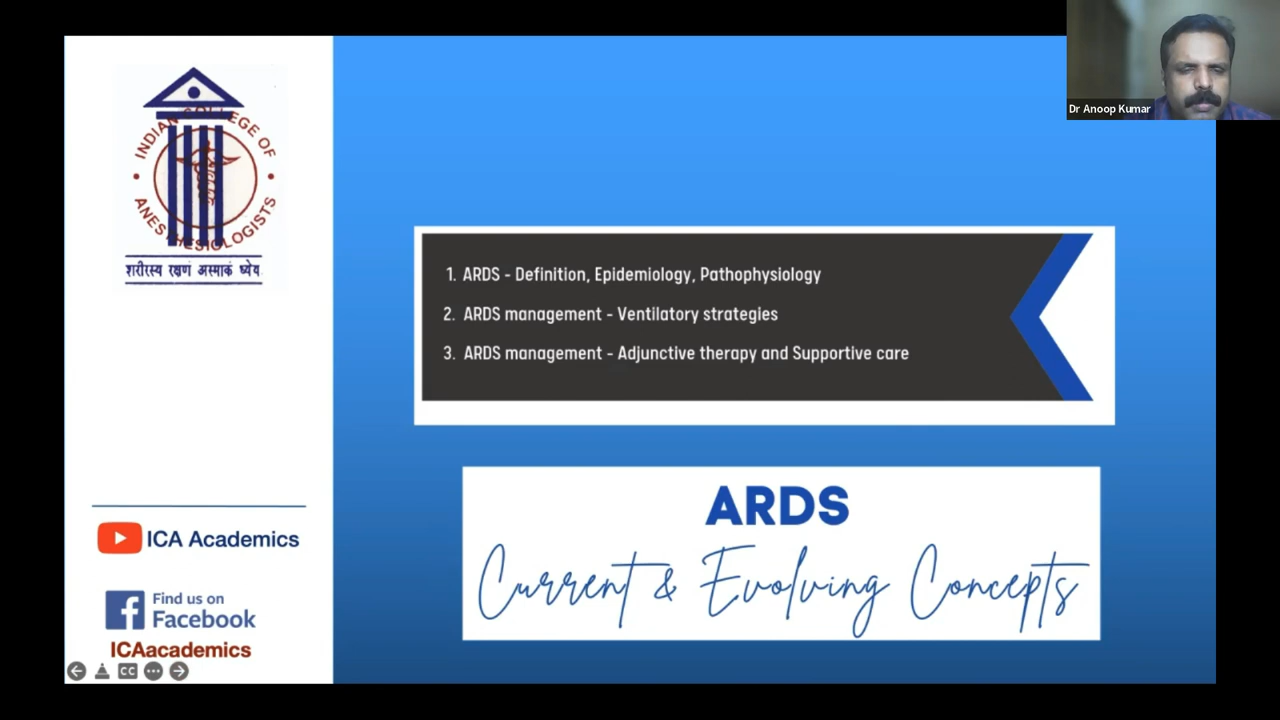 Dr Anoop Kumar
INDIAN COLLEGE OF
ANESTHESIOLOGISTS
शरीरस्य रक्षणं अस्माकं ध्येय
1. ARDS - Definition, Epidemiology, Pathophysiology
2. ARDS management - Ventilatory strategies
3. ARDS management - Adjunctive therapy and Supportive care
ARDS
Current & Evolving Concepts
ICA Academics
Find us on
Facebook
ICAacademics
CC